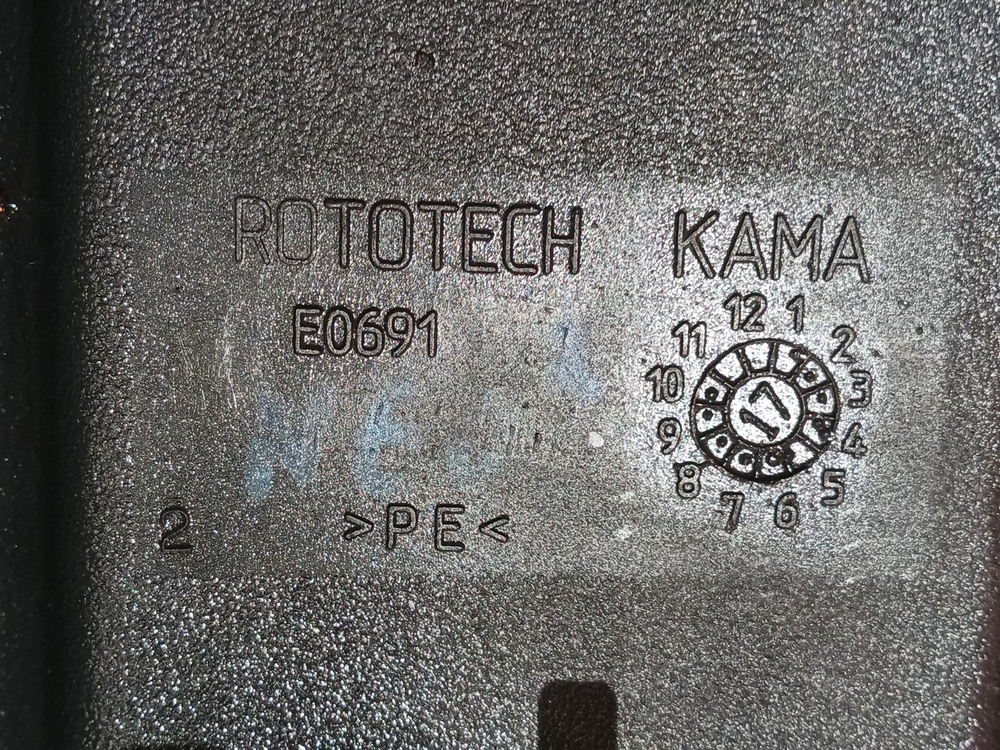 ROTOTECH KAMA
E0691
12 1 2 3 4 5 6 7 8 9 10 11
17
2 >PE<